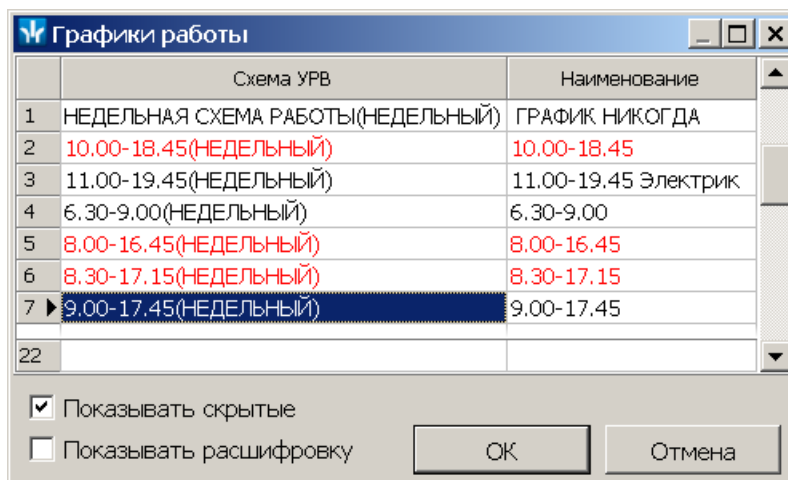 Графики работы
Схема УРВ Наименование
1 НЕДЕЛЬНАЯ СХЕМА РАБОТЫ(НЕДЕЛЬНЫЙ) ГРАФИК НИКОГДА
2 10.00-18.45(НЕДЕЛЬНЫЙ) 10.00-18.45
3 11.00-19.45(НЕДЕЛЬНЫЙ) 11.00-19.45 Электрик
4 6.30-9.00(НЕДЕЛЬНЫЙ) 6.30-9.00
5 8.00-16.45(НЕДЕЛЬНЫЙ) 8.00-16.45
6 8.30-17.15(НЕДЕЛЬНЫЙ) 8.30-17.15
7 9.00-17.45(НЕДЕЛЬНЫЙ) 9.00-17.45
22
Показывать скрытые
Показывать расшифровку OK Отмена